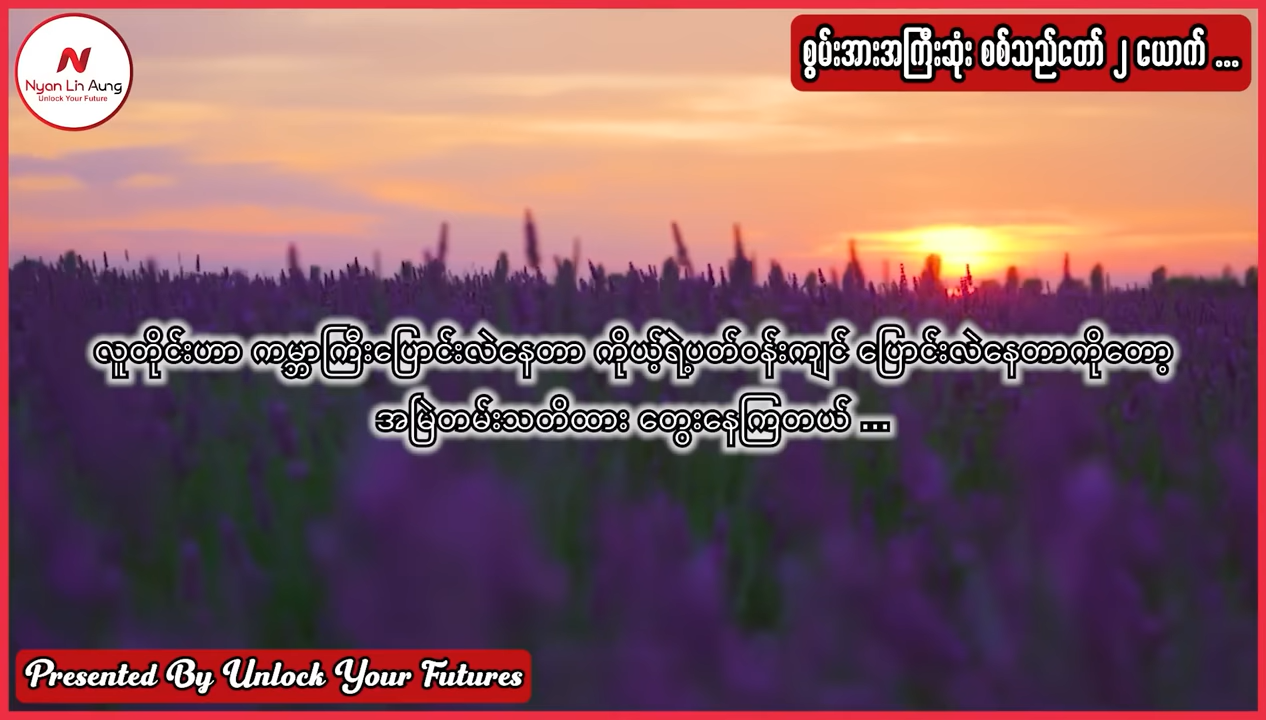 Nyan Lin Aung
Unlock Your Future
စွမ်းအားအကြီးဆုံး စစ်သည်တော် ၂ ယောက် ...
လူတိုင်းဟာ ကမ္ဘာကြီးပြောင်းလဲနေတာ ကိုယ့်ရဲ့ပတ်ဝန်းကျင် ပြောင်းလဲနေတာကိုတော့
အမြဲတမ်းသတိထား တွေးနေကြတယ် ...
Presented By Unlock Your Futures